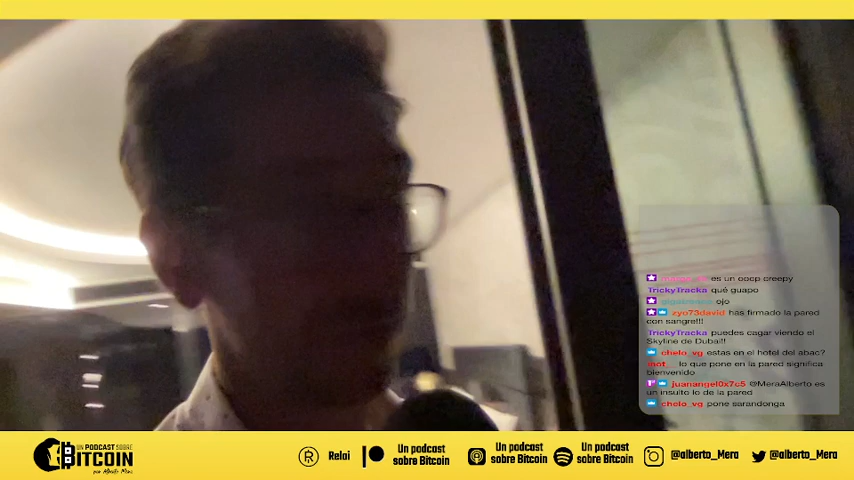 es un oocp creepy
TrickyTracka qué guapo
ojo
zyo73david has firmado la pared
con sangre!!!
TrickyTracka puedes cagar viendo el
Skyline de Dubai!!
chelo_vg estas en el hotel del abac?
lo que pone en la pared significa
bienvenido
juanangel0x7c5 @MeraAlberto es
un insulto lo de la pared
chelo_vg pone sarandonga
UN PODCAST SOBRE
BITCOIN
por Alberto Mera
Relai
Un podcast
sobre Bitcoin
Un podcast
sobre Bitcoin
Un podcast
sobre Bitcoin
@alberto_Mera
@alberto_Mera